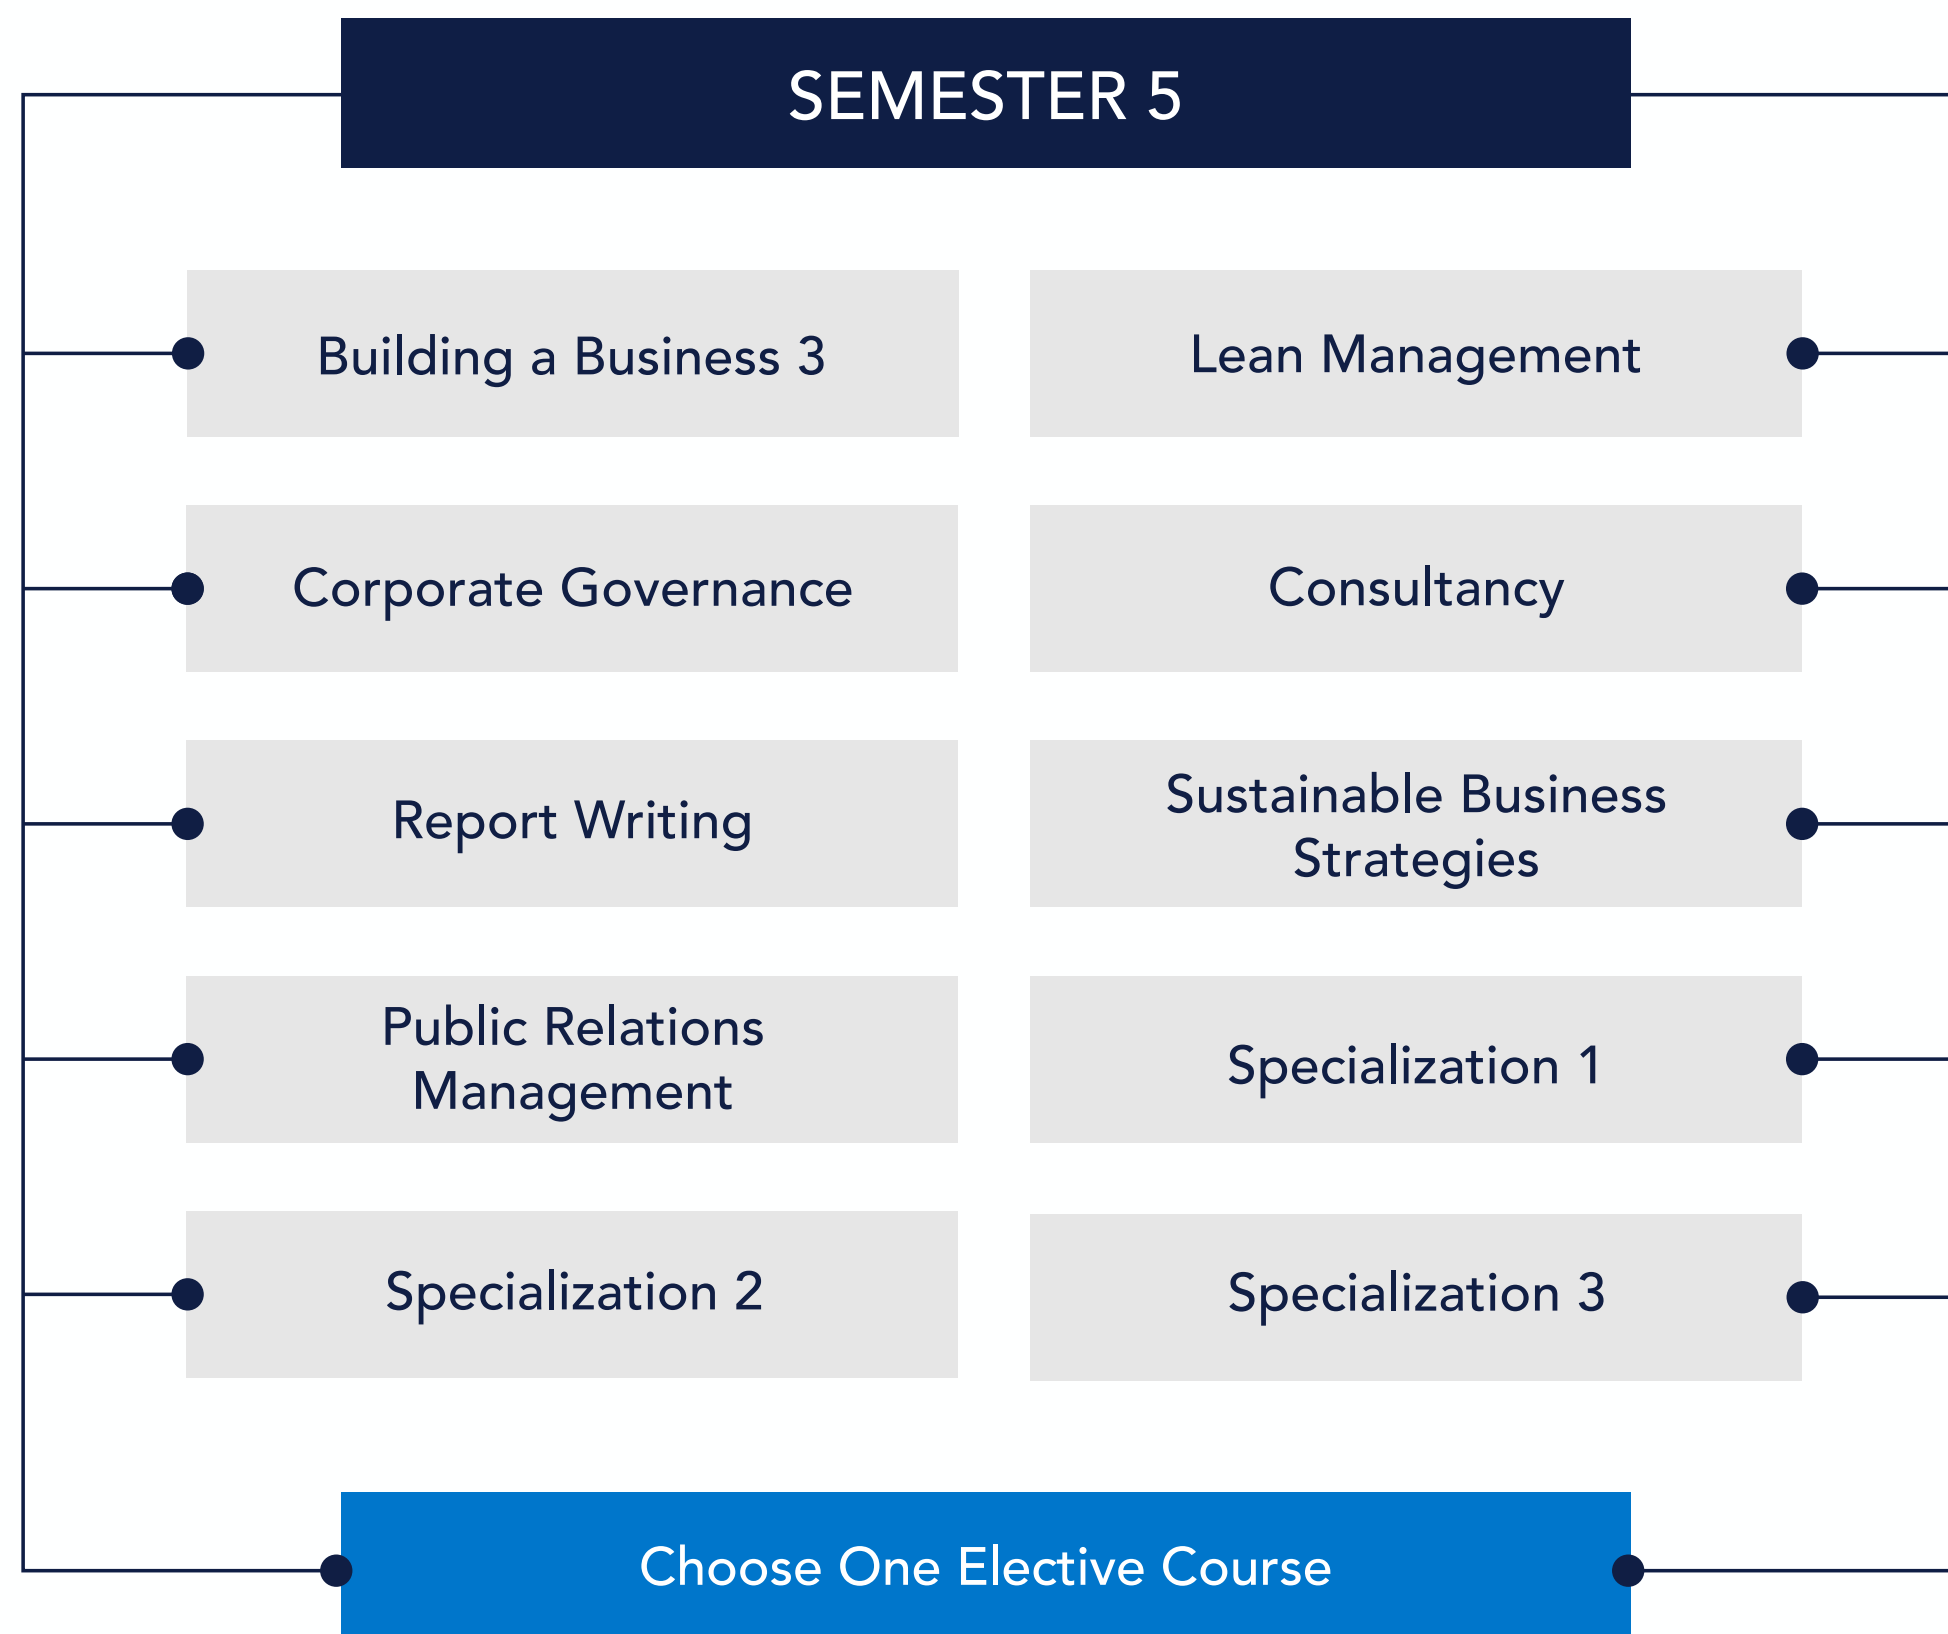 SEMESTER 5
Building a Business 3
Lean Management
Corporate Governance
Consultancy
Report Writing
Sustainable Business
Strategies
Public Relations
Management
Specialization 1
Specialization 2
Specialization 3
Choose One Elective Course